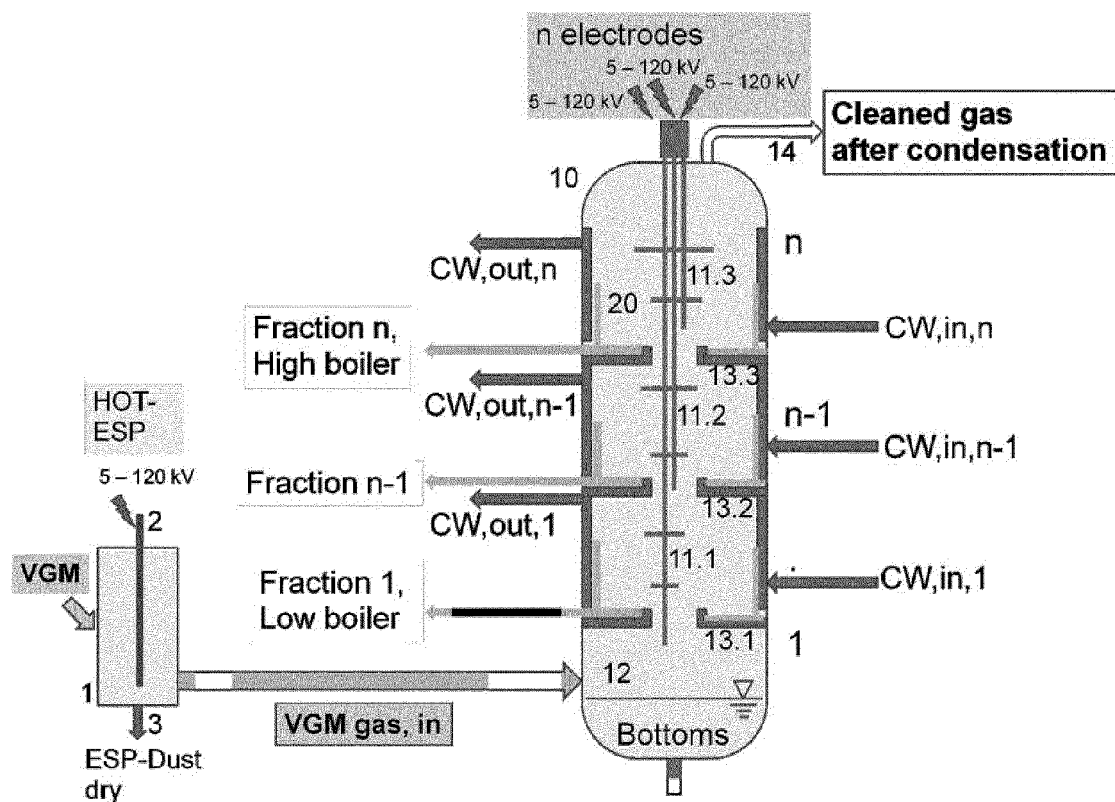 n electrodes
5 – 120 kV
5 – 120 kV
5 – 120 kV
Cleaned gas
after condensation
14
10
n
CW,out,n
11.3
20
Fraction n,
High boiler
CW,in,n
13.3
HOT-
ESP
CW,out,n-1
11.2
n-1
CW,in,n-1
5 – 120 kV
Fraction n-1
13.2
2
CW,out,1
11.1
VGM
Fraction 1,
Low boiler
CW,in,1
13.1
1
12
1
3
VGM gas, in
Bottoms
ESP-Dust
dry